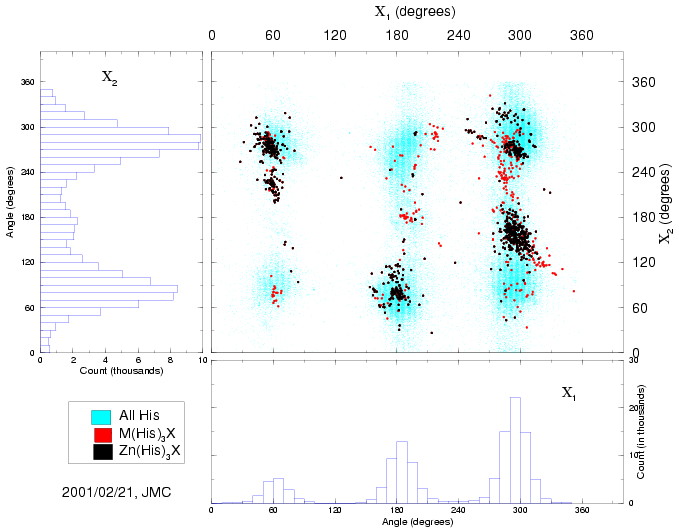 X1 (degrees)
0 60 120 180 240 300 360
X2
360
300
240
180
120
60
0
Angle (degrees)
0 2 4 6 8 10
Count (thousands)
360
300
240
180
120
60
0
X2 (degrees)
X1
30
20
10
0
Count (in thousands)
0 60 120 180 240 300 360
Angle (degrees)
All His
M(His)3X
Zn(His)3X
2001/02/21, JMC